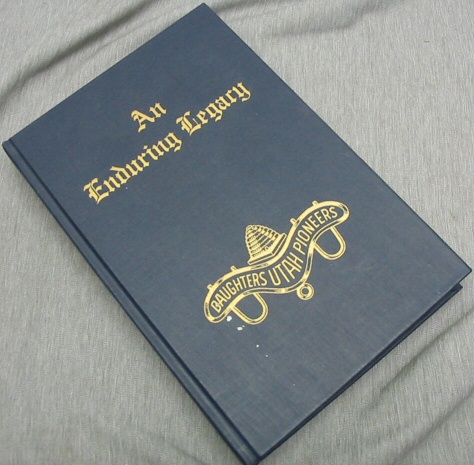 An
Enduring Legacy
DAUGHTERS UTAH PIONEERS